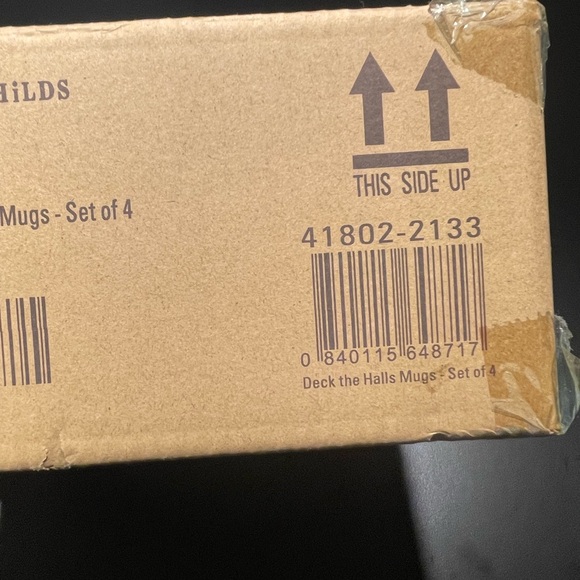 HiLDS
THIS SIDE UP
Mugs - Set of 4
41802-2133
0 840115 648717
Deck the Halls Mugs - Set of 4